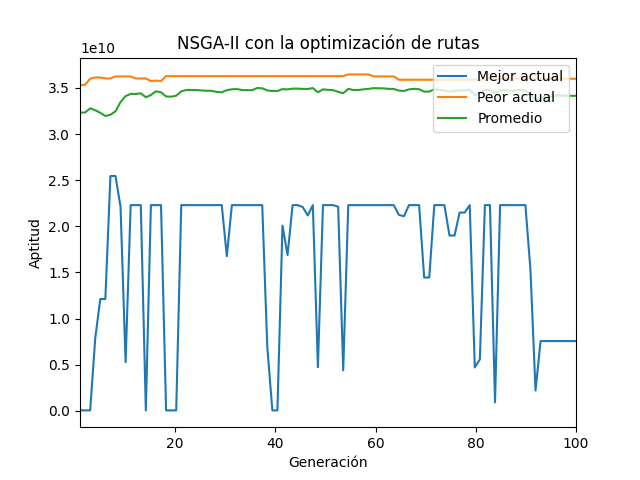 NSGA-II con la optimización de rutas
1e10
Mejor actual
Peor actual
Promedio
3.5
3.0
2.5
2.0
1.5
1.0
0.5
0.0
Aptitud
20 40 60 80 100
Generación